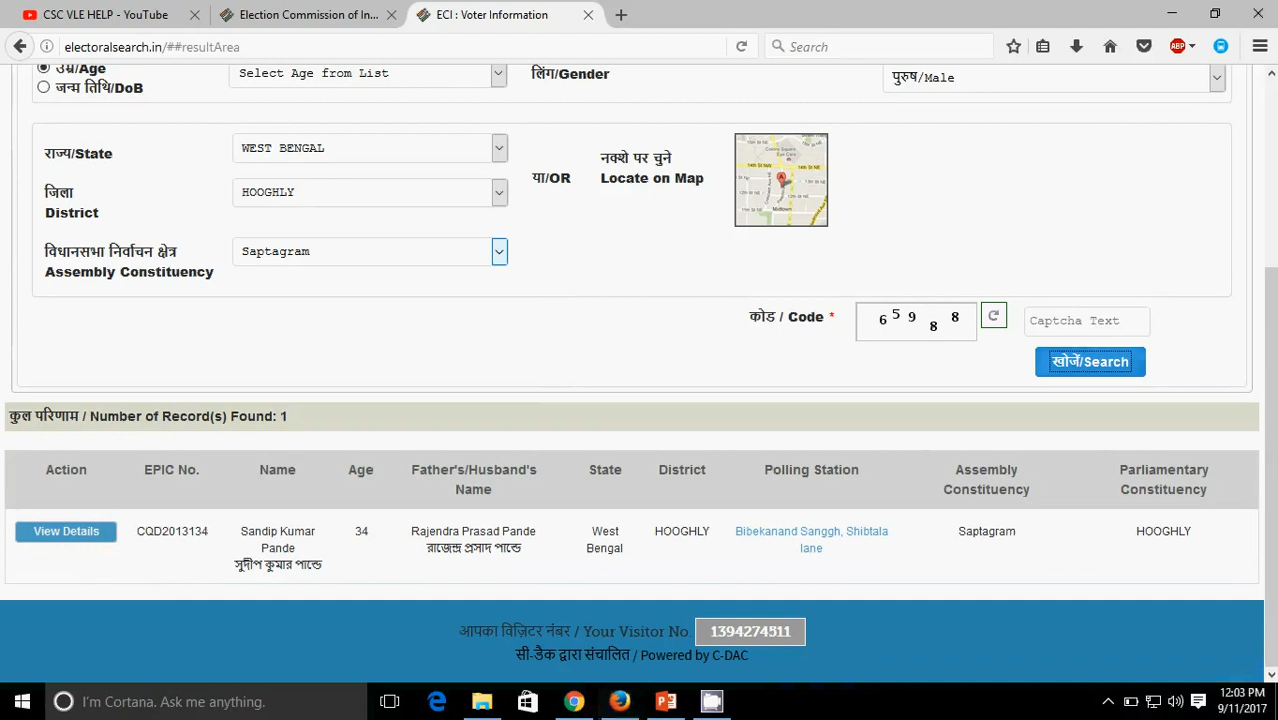 CSC VLE HELP - YouTube
Election Commission of In...
ECI : Voter Information
electoralsearch.in/##resultArea
Search
ABP
उम्र/Age
Select Age from List
लिंग/Gender
पुरुष/Male
जन्म तिथि/DoB
राज्य/State
WEST BENGAL
नक्शे पर चुने
या/OR
Locate on Map
जिला
District
HOOGHLY
विधानसभा निर्वाचन क्षेत्र
Assembly Constituency
Saptagram
कोड / Code *
6 5 9 8 8
Captcha Text
खोजें/Search
कुल परिणाम / Number of Record(s) Found: 1
Action EPIC No. Name Age Father's/Husband's Name State District Polling Station Assembly Constituency Parliamentary Constituency
View Details CQD2013134 Sandip Kumar Pande 34 Rajendra Prasad Pande West Bengal HOOGHLY Bibekanand Sanggh, Shibtala lane Saptagram HOOGHLY
সুদীপ কুমার পান্ডে রাজেন্দ্র প্রসাদ পান্ডে
आपका विज़िटर नंबर / Your Visitor No. 1394274511
सी-डैक द्वारा संचालित / Powered by C-DAC
I'm Cortana. Ask me anything.
12:03 PM
9/11/2017